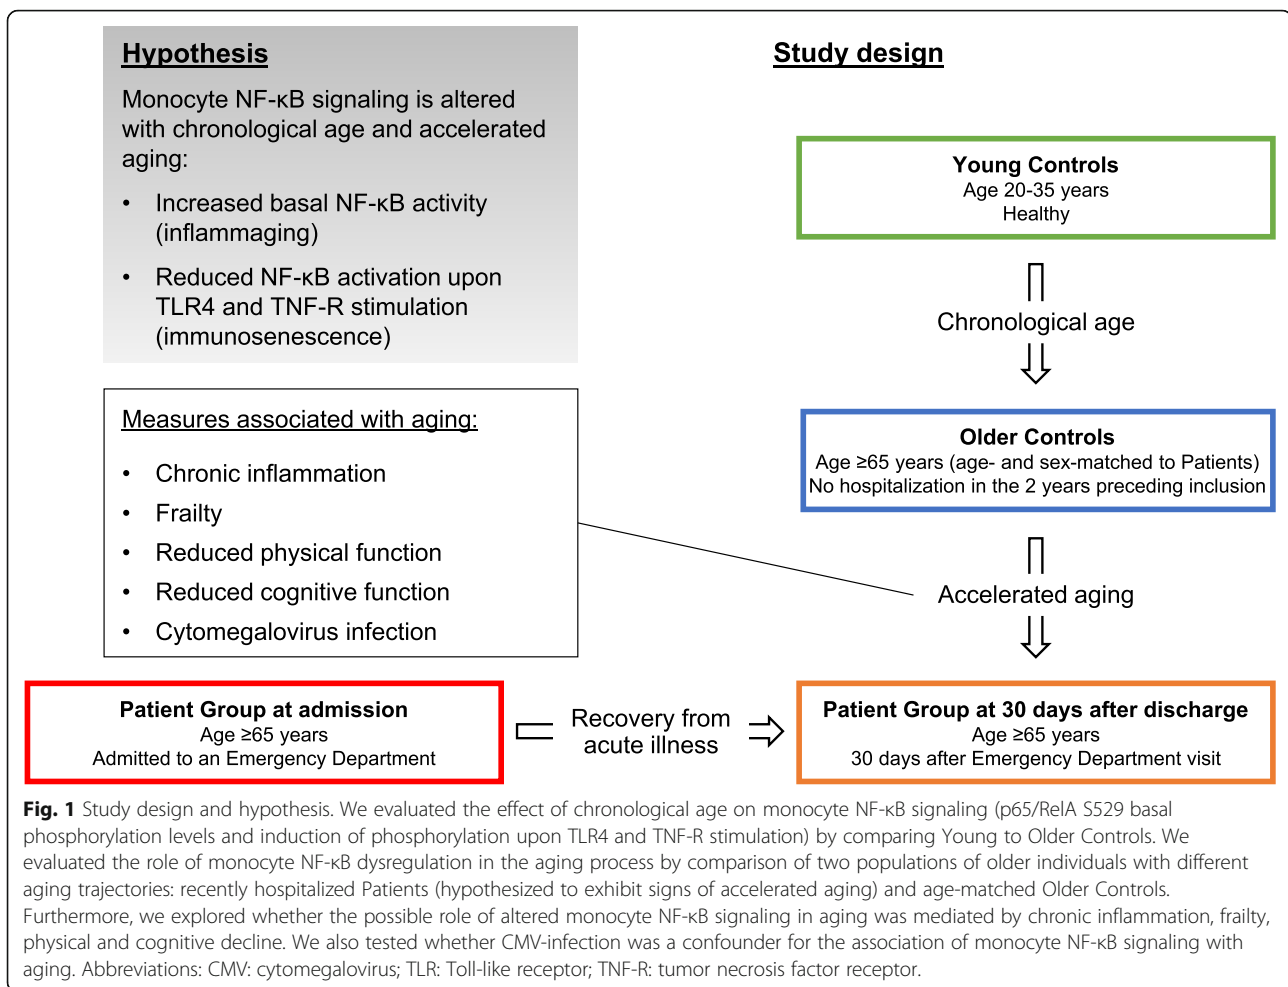 Hypothesis
Monocyte NF-κB signaling is altered
with chronological age and accelerated
aging:
• Increased basal NF-κB activity
(inflammaging)
• Reduced NF-κB activation upon
TLR4 and TNF-R stimulation
(immunosenescence)
Measures associated with aging:
• Chronic inflammation
• Frailty
• Reduced physical function
• Reduced cognitive function
• Cytomegalovirus infection
Study design
Young Controls
Age 20-35 years
Healthy
Chronological age
Older Controls
Age ≥65 years (age- and sex-matched to Patients)
No hospitalization in the 2 years preceding inclusion
Accelerated aging
Patient Group at admission
Age ≥65 years
Admitted to an Emergency Department
Recovery from
acute illness
Patient Group at 30 days after discharge
Age ≥65 years
30 days after Emergency Department visit
Fig. 1 Study design and hypothesis. We evaluated the effect of chronological age on monocyte NF-κB signaling (p65/RelA S529 basal
phosphorylation levels and induction of phosphorylation upon TLR4 and TNF-R stimulation) by comparing Young to Older Controls. We
evaluated the role of monocyte NF-κB dysregulation in the aging process by comparison of two populations of older individuals with different
aging trajectories: recently hospitalized Patients (hypothesized to exhibit signs of accelerated aging) and age-matched Older Controls.
Furthermore, we explored whether the possible role of altered monocyte NF-κB signaling in aging was mediated by chronic inflammation, frailty,
physical and cognitive decline. We also tested whether CMV-infection was a confounder for the association of monocyte NF-κB signaling with
aging. Abbreviations: CMV: cytomegalovirus; TLR: Toll-like receptor; TNF-R: tumor necrosis factor receptor.